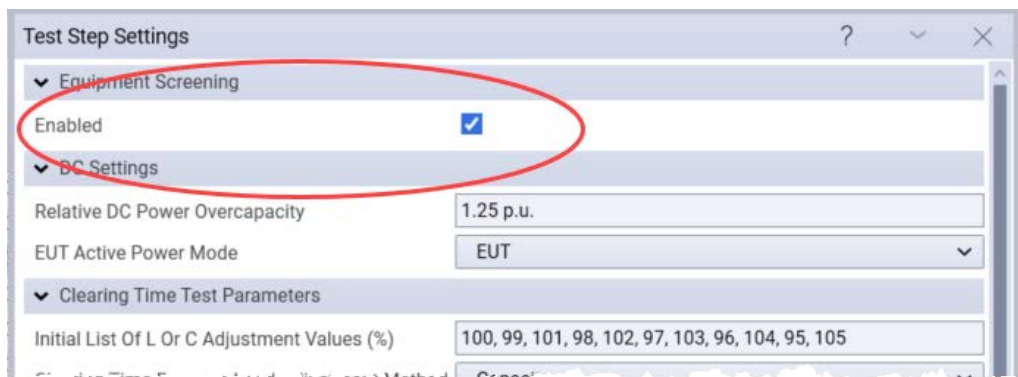 Test Step Settings ?
Equipment Screening
Enabled
DC Settings
Relative DC Power Overcapacity 1.25 p.u.
EUT Active Power Mode EUT
Clearing Time Test Parameters
Initial List Of L Or C Adjustment Values (%) 100, 99, 101, 98, 102, 97, 103, 96, 104, 95, 105
Time Method